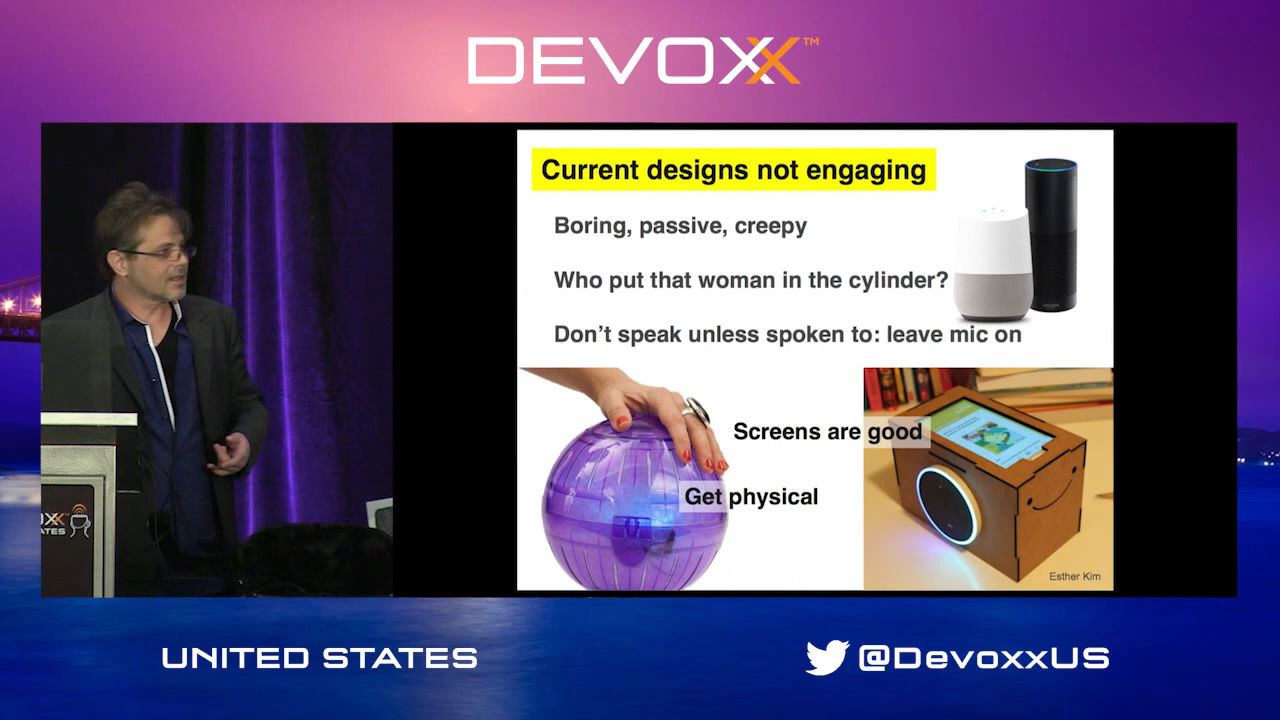 DEVOXX™
Current designs not engaging
Boring, passive, creepy
Who put that woman in the cylinder?
Don't speak unless spoken to: leave mic on
Screens are good
Get physical
Esther Kim
UNITED STATES
@DevoxxUS